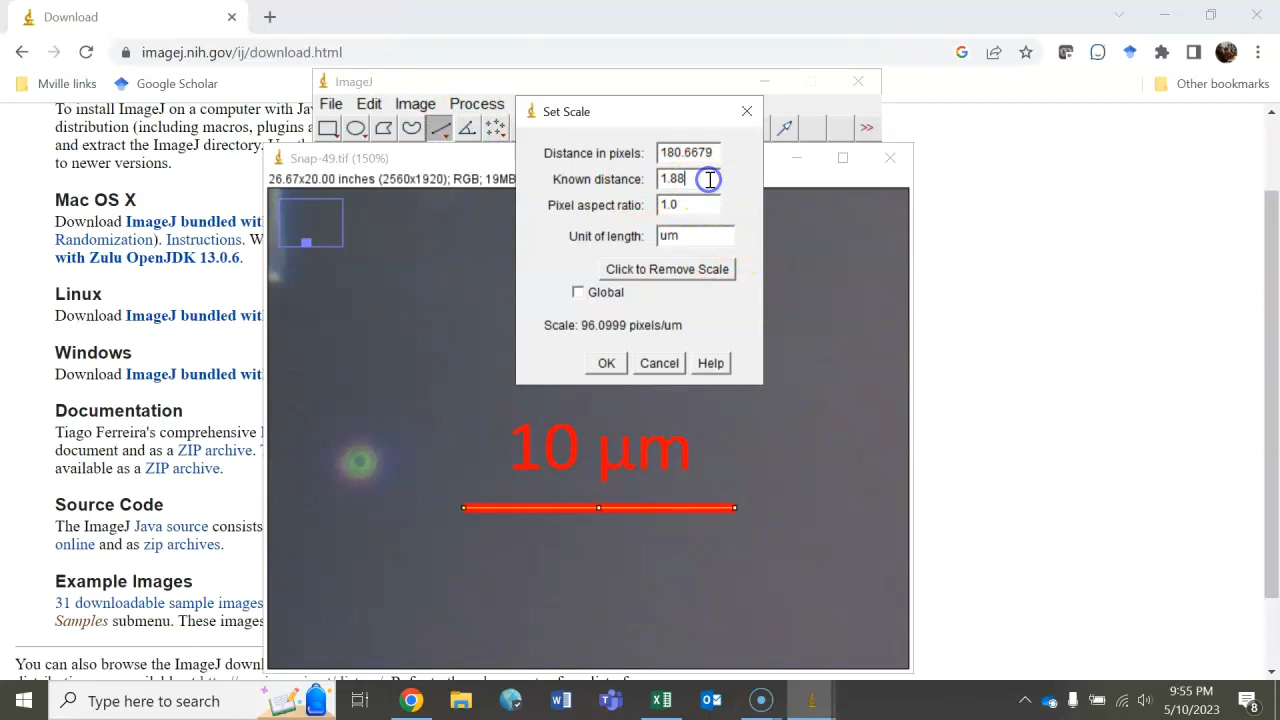 Download
imagej.nih.gov/ij/download.html
Mville links
Google Scholar
Other bookmarks
To install ImageJ on a computer with Ja
distribution (including macros, plugins a
and extract the ImageJ directory.
to newer versions.
Mac OS X
Download ImageJ bundled wit
Randomization). Instructions. W
with Zulu OpenJDK 13.0.6.
Linux
Download ImageJ bundled wit
Windows
Download ImageJ bundled wit
Documentation
Tiago Ferreira's comprehensive I
document and as a ZIP archive.
available as a ZIP archive.
Source Code
The ImageJ Java source consists
online and as zip archives.
Example Images
31 downloadable sample images
Samples submenu. These images
You can also browse the ImageJ down
ImageJ
File Edit Image Process
>>
Snap-49.tif (150%)
26.67x20.00 inches (2560x1920); RGB; 19MB
Set Scale
Distance in pixels: 180.6679
Known distance: 1.88
Pixel aspect ratio: 1.0
Unit of length: um
Click to Remove Scale
Global
Scale: 96.0999 pixels/um
OK Cancel Help
10 µm
Type here to search
9:55 PM
5/10/2023
8